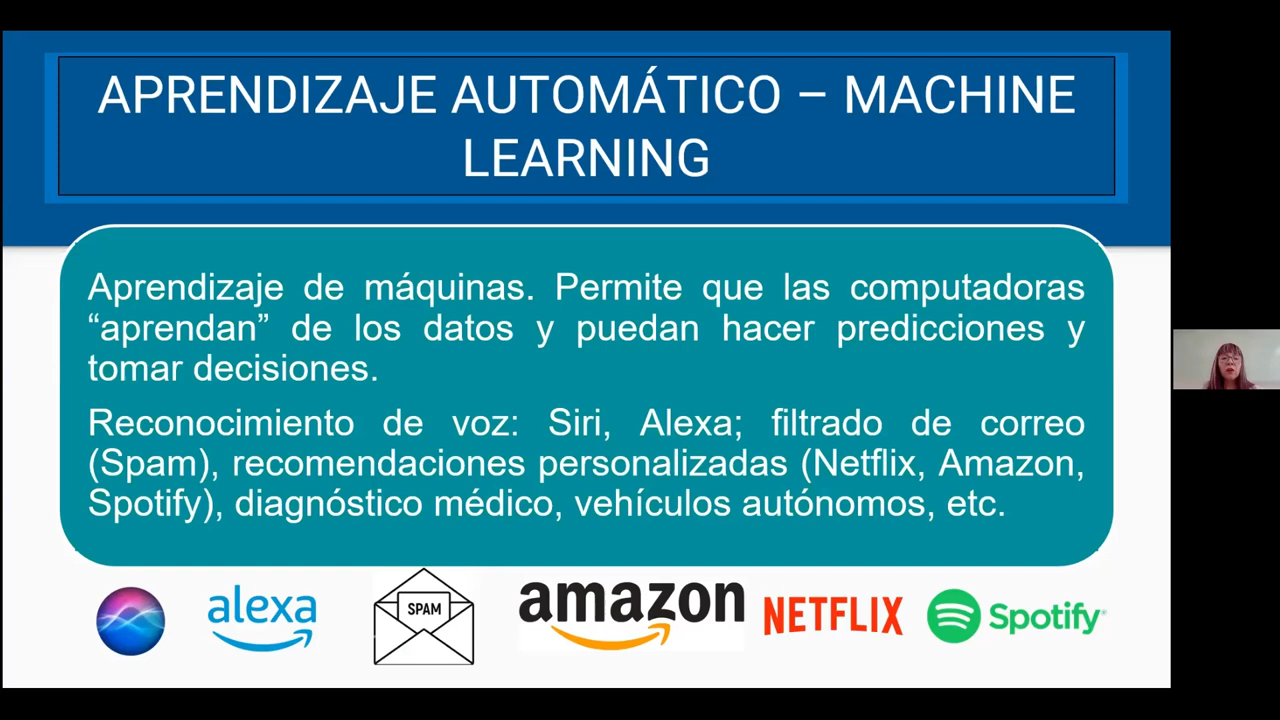 APRENDIZAJE AUTOMÁTICO – MACHINE
LEARNING
Aprendizaje de máquinas. Permite que las computadoras
“aprendan” de los datos y puedan hacer predicciones y
tomar decisiones.
Reconocimiento de voz: Siri, Alexa; filtrado de correo
(Spam), recomendaciones personalizadas (Netflix, Amazon,
Spotify), diagnóstico médico, vehículos autónomos, etc.
alexa
SPAM
amazon
NETFLIX
Spotify